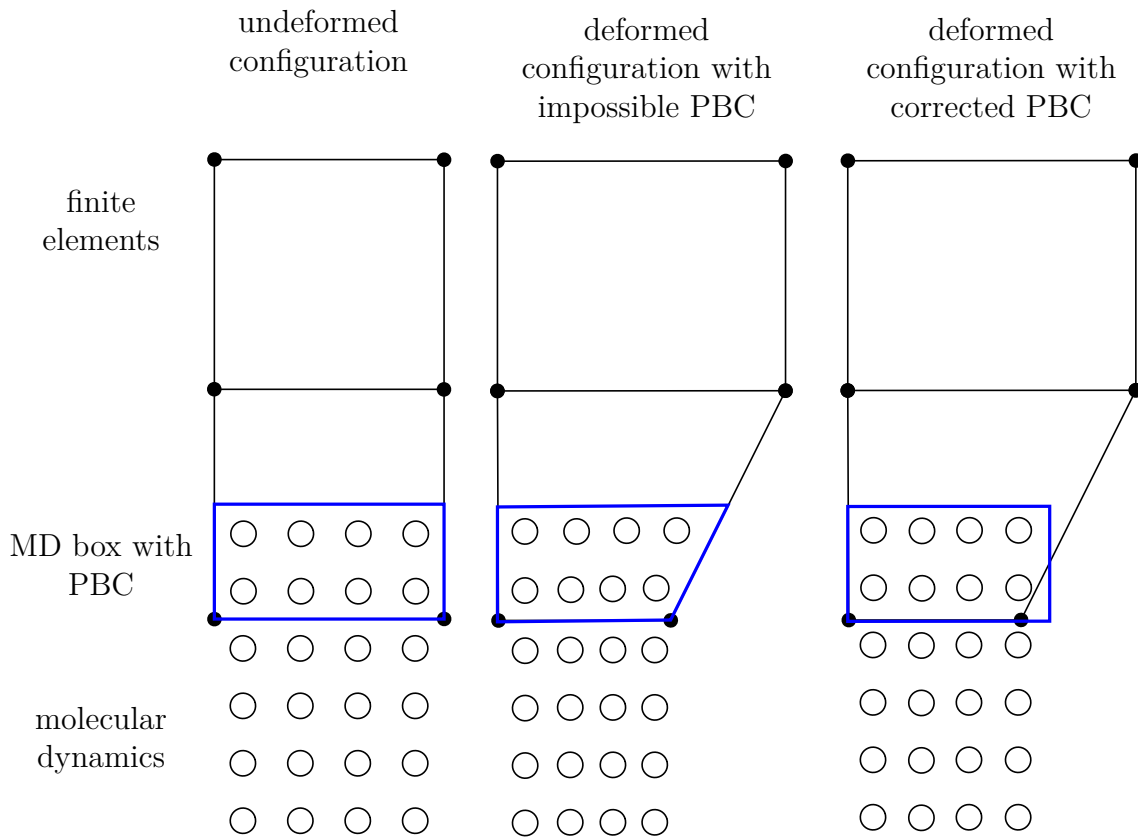 undeformed
configuration
deformed
configuration with
impossible PBC
deformed
configuration with
corrected PBC
finite
elements
MD box with
PBC
molecular
dynamics